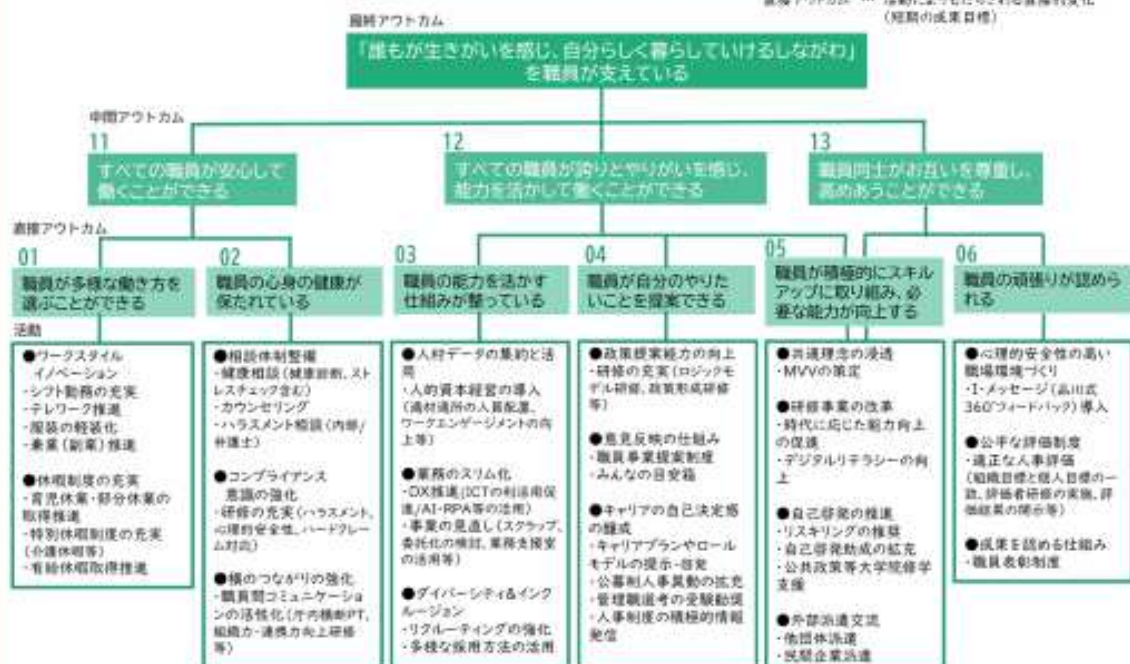 直接アウトカム … 活動によりもたらされる直接的変化
(短期の成果目標)
最終アウトカム
「誰もが生きがいを感じ、自分らしく暮らしていけるしながわ」
を職員が支えている
中間アウトカム
11
すべての職員が安心して
働くことができる
12
すべての職員が誇りとやりがいを感じ、
能力を活かして働くことができる
13
職員同士がお互いを尊重し、
高めあうことができる
直接アウトカム
01
職員が多様な働き方を
選ぶことができる
02
職員の心身の健康が
保たれている
03
職員の能力を活かす
仕組みが整っている
04
職員が自分のやりた
いことを提案できる
05
職員が積極的にスキル
アップに取り組み、必
要な能力が向上する
06
職員の頑張りが認めら
れる
活動
●ワークスタイル
イノベーション
・シフト勤務の充実
・テレワーク推進
・服装の軽装化
・兼業(副業)推進
●休暇制度の充実
・育児休業・部分休業の
取得推進
・特別休暇制度の充実
(介護休暇等)
・有給休暇取得推進
●相談体制整備
・健康相談(健康診断、スト
レスチェック含む)
・カウンセリング
・ハラスメント相談(内部/
弁護士)
●コンプライアンス
意識の強化
・研修の充実(ハラスメント、
心理的安全性、ハードクレー
ム対応)
●横のつながりの強化
・職員間コミュニケーショ
ンの活性化(庁内横断PT、
組織力・連携力向上研修
等)
●人材データの集約と活
用
・人的資本経営の導入
(適材適所の人員配置、
ワークエンゲージメントの向
上等)
●業務のスリム化
・DX推進/ICTの利活用促
進/AI・RPA等の活用)
・事業の見直し(スクラップ、
委託化の検討、業務支援室
の活用等)
●ダイバーシティ&インク
ルージョン
・リクルーティングの強化
・多様な採用方法の活用
●政策提案能力の向上
・研修の充実(ロジックモ
デル研修、政策形成研修
等)
●意見反映の仕組み
・職員事業提案制度
・みんなの目安箱
●キャリアの自己決定感
の醸成
・キャリアプランやロール
モデルの提示・啓発
・公募制人事異動の拡充
・管理職選考の受験勧奨
・人事制度の積極的情報
発信
●共通理念の浸透
・MVVの策定
●研修事業の改革
・時代に応じた能力向上
の促進
・デジタルリテラシーの向
上
●自己啓発の推進
・リスキリングの推奨
・自己啓発助成の拡充
・公共政策等大学院修学
支援
●外部派遣交流
・他団体派遣
・民間企業派遣
●心理的安全性の高い
職場環境づくり
・I-メッセージ(品川式
360°フィードバック)導入
●公平な評価制度
・適正な人事評価
(組織目標と個人目標の一
致、評価者研修の実施、評
価結果の開示等)
●成果を認める仕組み
・職員表彰制度